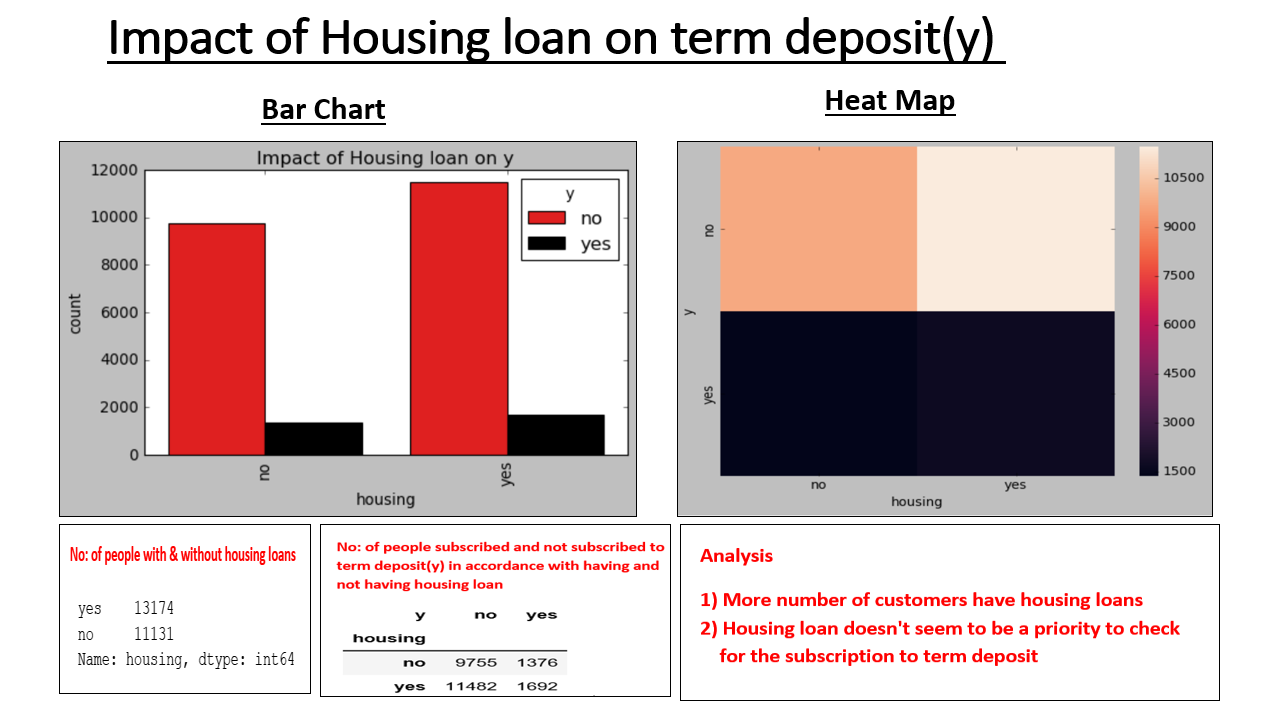 Impact of Housing loan on term deposit(y)
Bar Chart
Heat Map
Impact of Housing loan on y
12000
10000
8000
6000
4000
2000
0
count
y
no
yes
no
yes
housing
no
yes
y
no
yes
housing
10500
9000
7500
6000
4500
3000
1500
No: of people with & without housing loans
yes 13174
no 11131
Name: housing, dtype: int64
No: of people subscribed and not subscribed to
term deposit(y) in accordance with having and
not having housing loan
y no yes
housing
no 9755 1376
yes 11482 1692
Analysis
1) More number of customers have housing loans
2) Housing loan doesn't seem to be a priority to check
for the subscription to term deposit